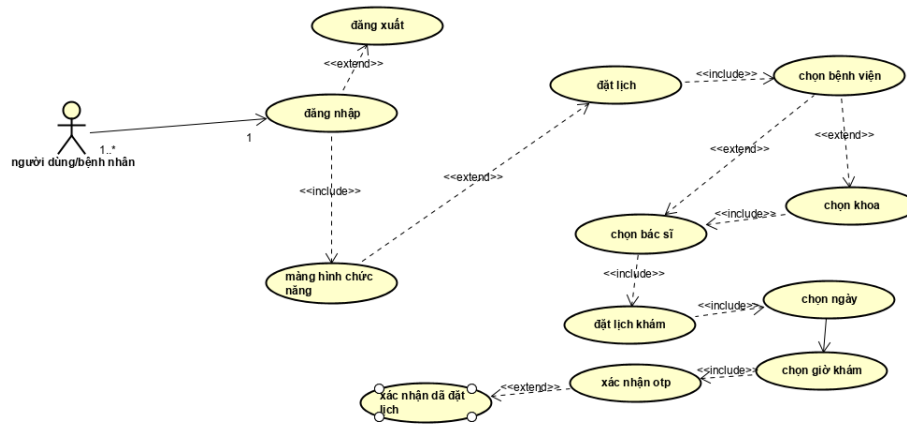 đăng xuất
<<extend>>
đặt lịch
<<include>>
chọn bệnh viện
đăng nhập
1
1..*
người dùng/bệnh nhân
<<extend>>
<<extend>>
<<extend>>
<<include>>
chọn khoa
<<include>>
chọn bác sĩ
màng hình chức
năng
<<include>>
chọn ngày
<<include>>
đặt lịch khám
chọn giờ khám
<<include>>
xác nhận otp
<<extend>>
xác nhận dã đặt
lịch